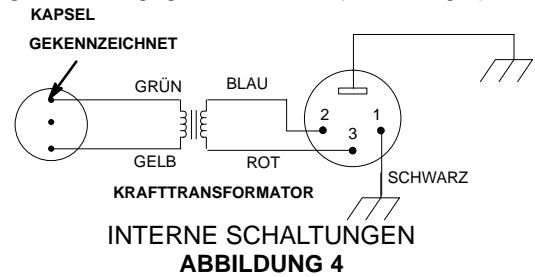 KAPSEL
GEKENNZEICHNET
GRÜN
BLAU
2
1
3
GELB
ROT
SCHWARZ
KRAFTTRANSFORMATOR
INTERNE SCHALTUNGEN
ABBILDUNG 4